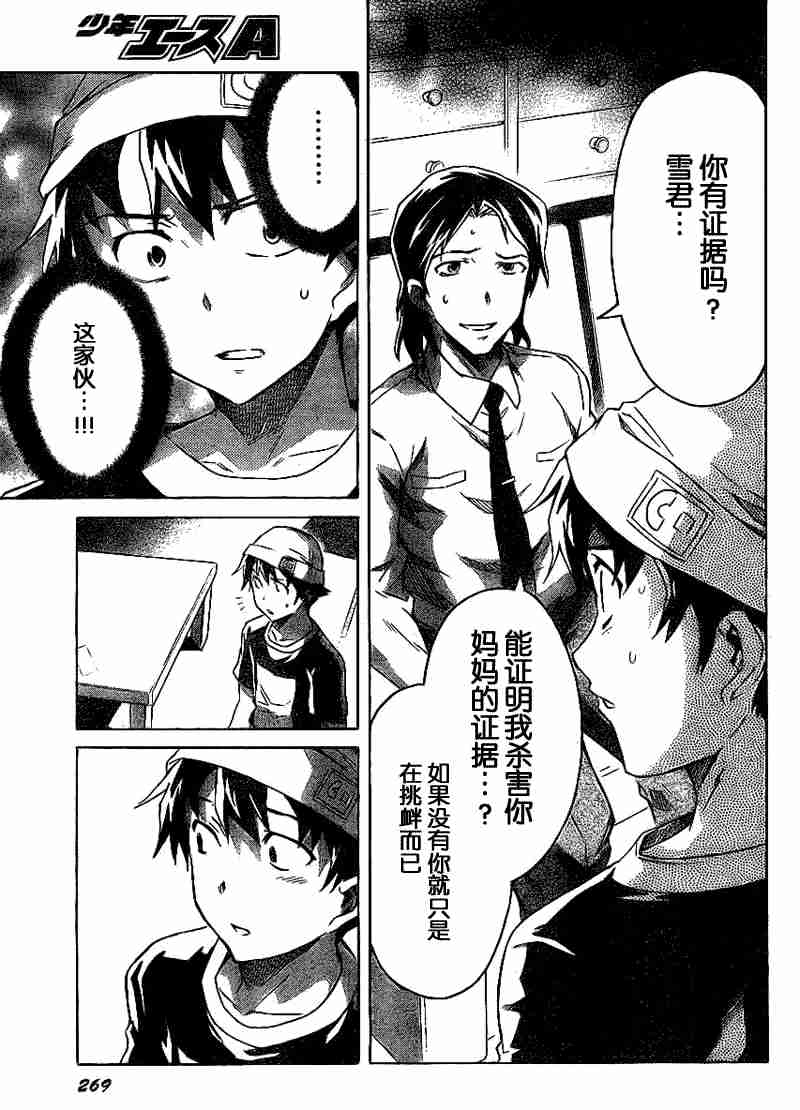 少年エースA
你有证据吗？
雪君…
能证明我杀害你
妈妈的证据…？
如果没有你就只是
在挑衅而已
………
这家伙…!!!
269